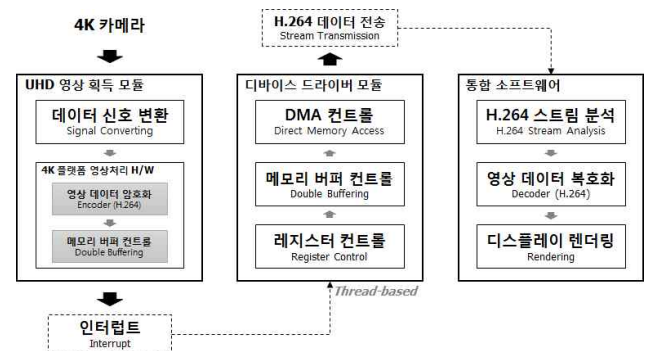 4K 카메라
UHD 영상 획득 모듈
데이터 신호 변환
Signal Converting
4K 플랫폼 영상처리 H/W
영상 데이터 암호화
Encoder (H.264)
메모리 버퍼 컨트롤
Double Buffering
인터럽트
Interrupt
H.264 데이터 전송
Stream Transmission
디바이스 드라이버 모듈
DMA 컨트롤
Direct Memory Access
메모리 버퍼 컨트롤
Double Buffering
레지스터 컨트롤
Register Control
Thread-based
통합 소프트웨어
H.264 스트림 분석
H.264 Stream Analysis
영상 데이터 복호화
Decoder (H.264)
디스플레이 렌더링
Rendering